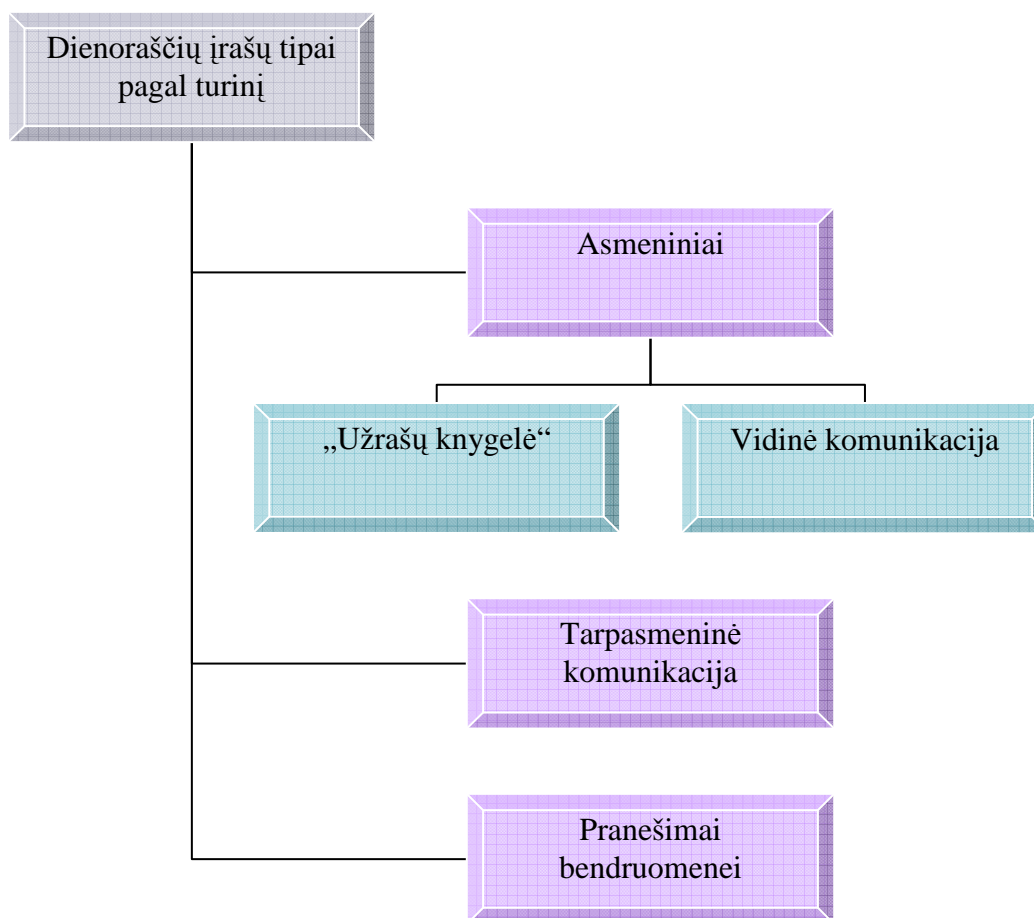 Dienoraščių įrašų tipai
pagal turinį
Asmeniniai
„Užrašų knygelė“
Vidinė komunikacija
Tarpasmeninė
komunikacija
Pranešimai
bendruomenei